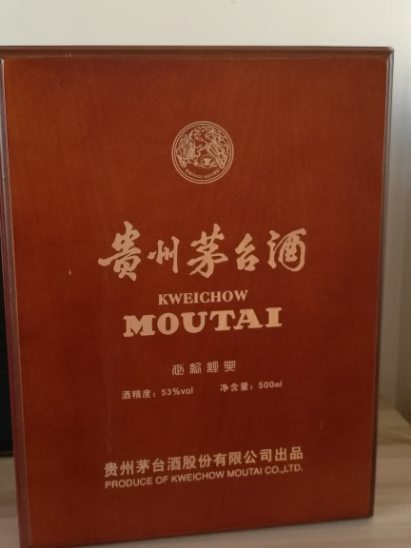 贵州茅台酒
KWEICHOW
MOUTAI
酒精度：53%vol 净含量：500ml
贵州茅台酒股份有限公司出品
PRODUCE OF KWEICHOW MOUTAI CO.,LTD.